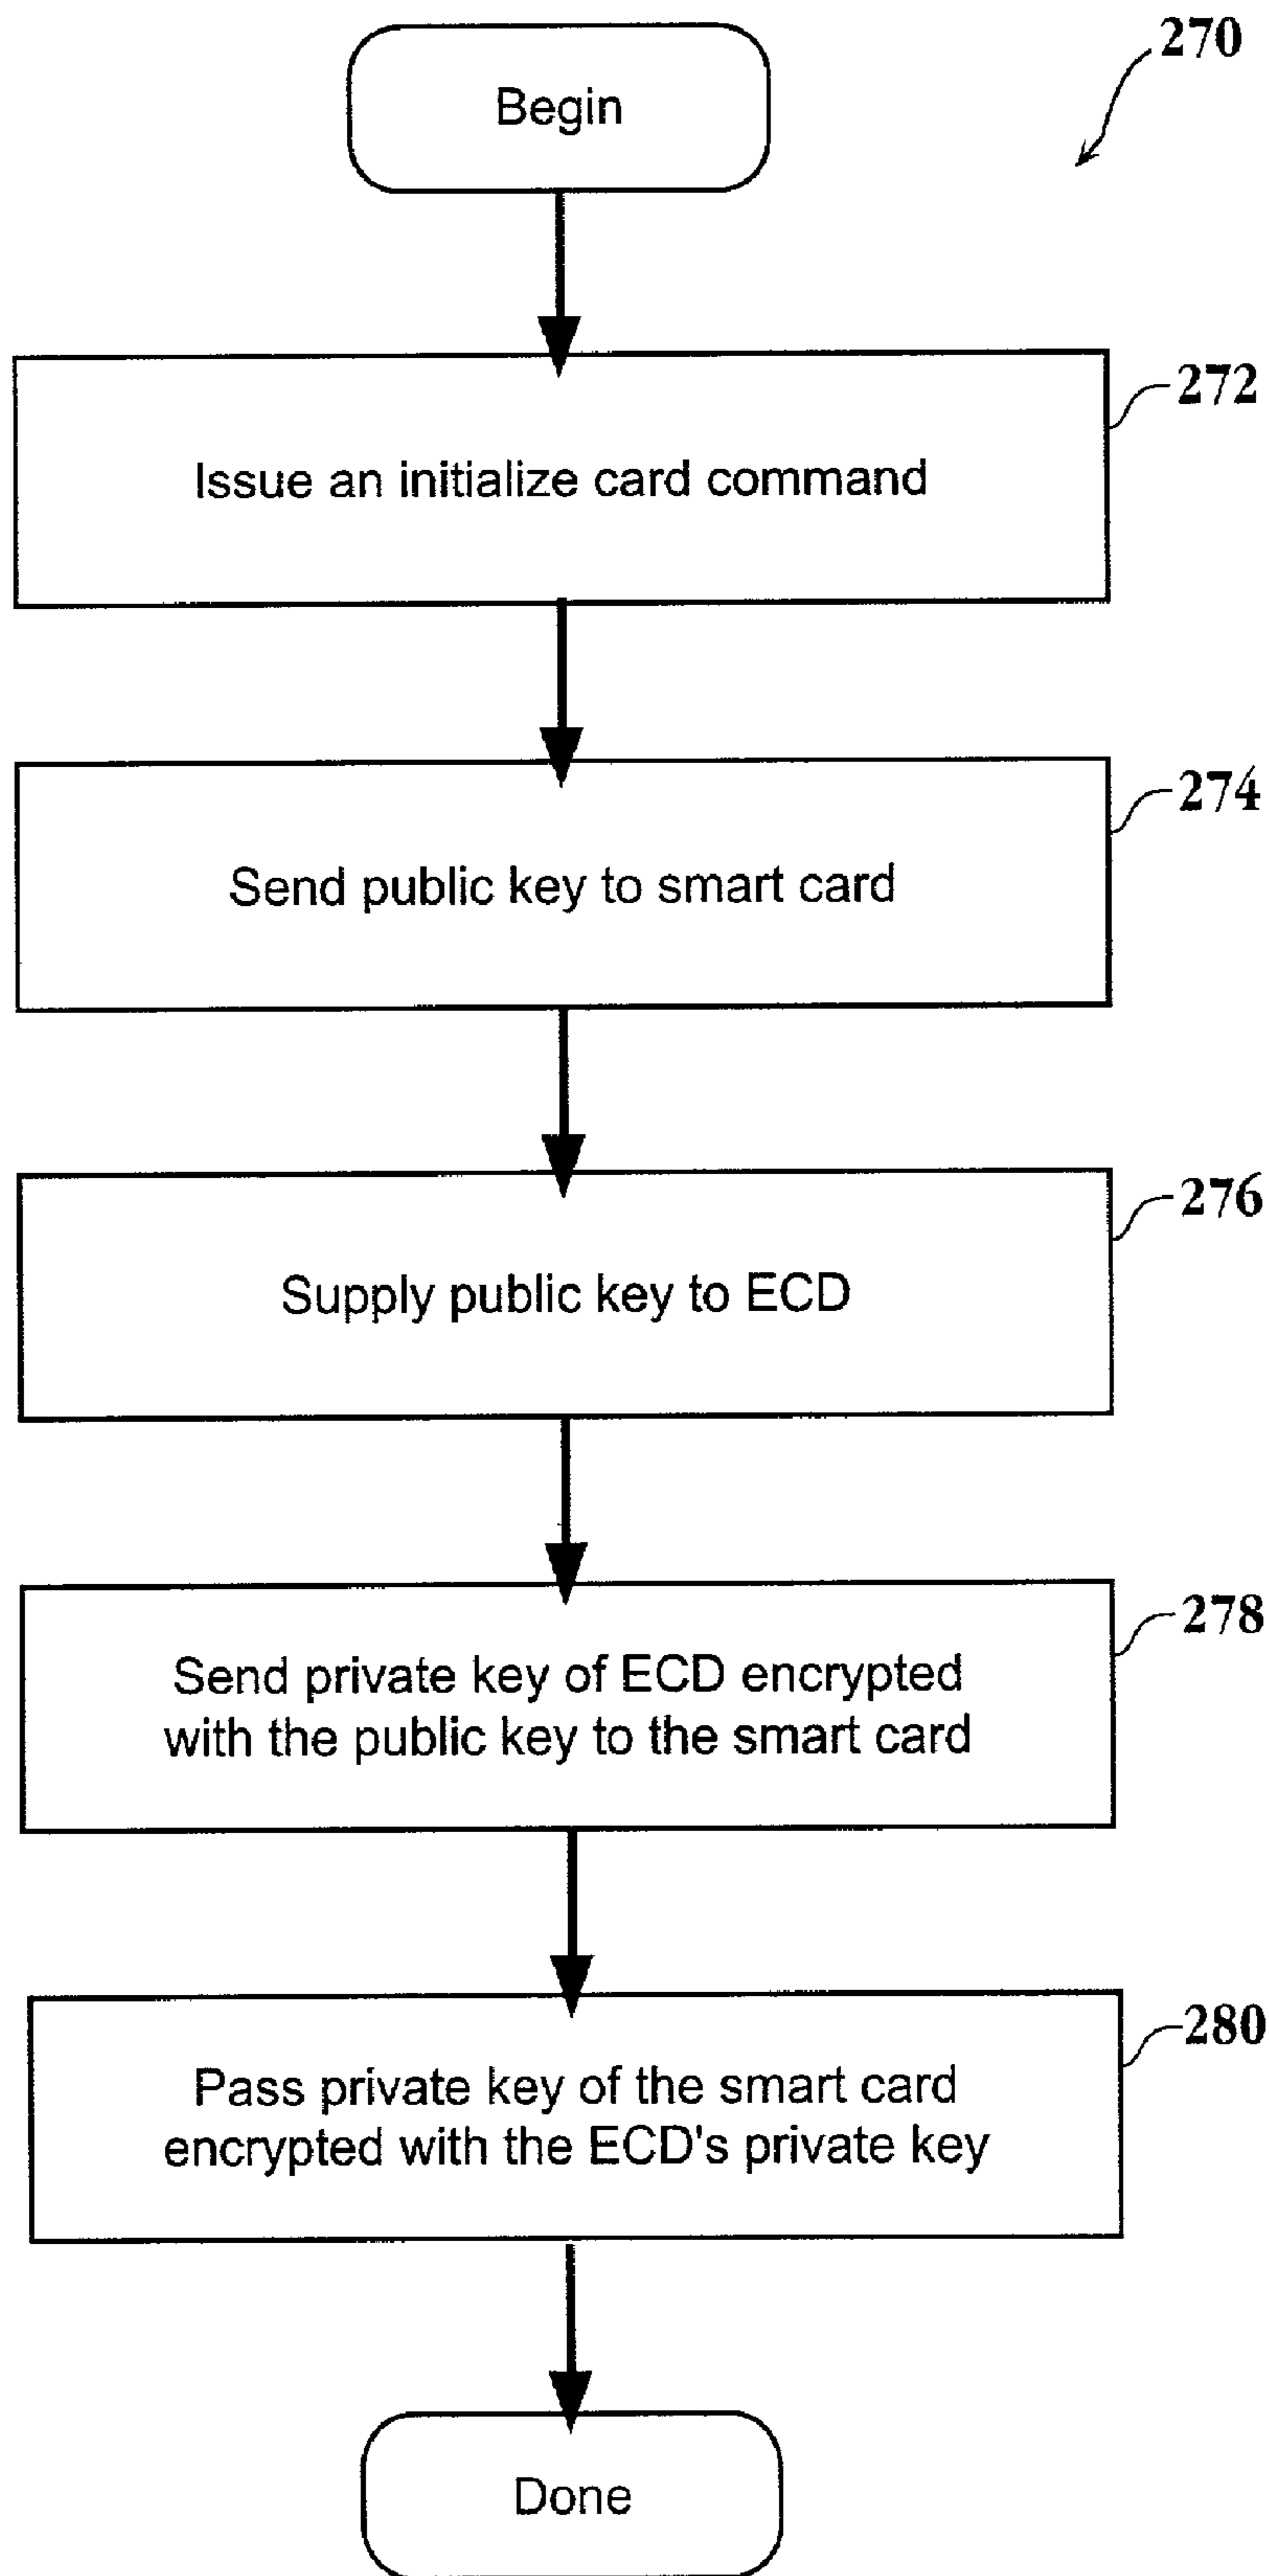 270
Begin
272
Issue an initialize card command
274
Send public key to smart card
276
Supply public key to ECD
278
Send private key of ECD encrypted
with the public key to the smart card
280
Pass private key of the smart card
encrypted with the ECD's private key
Done